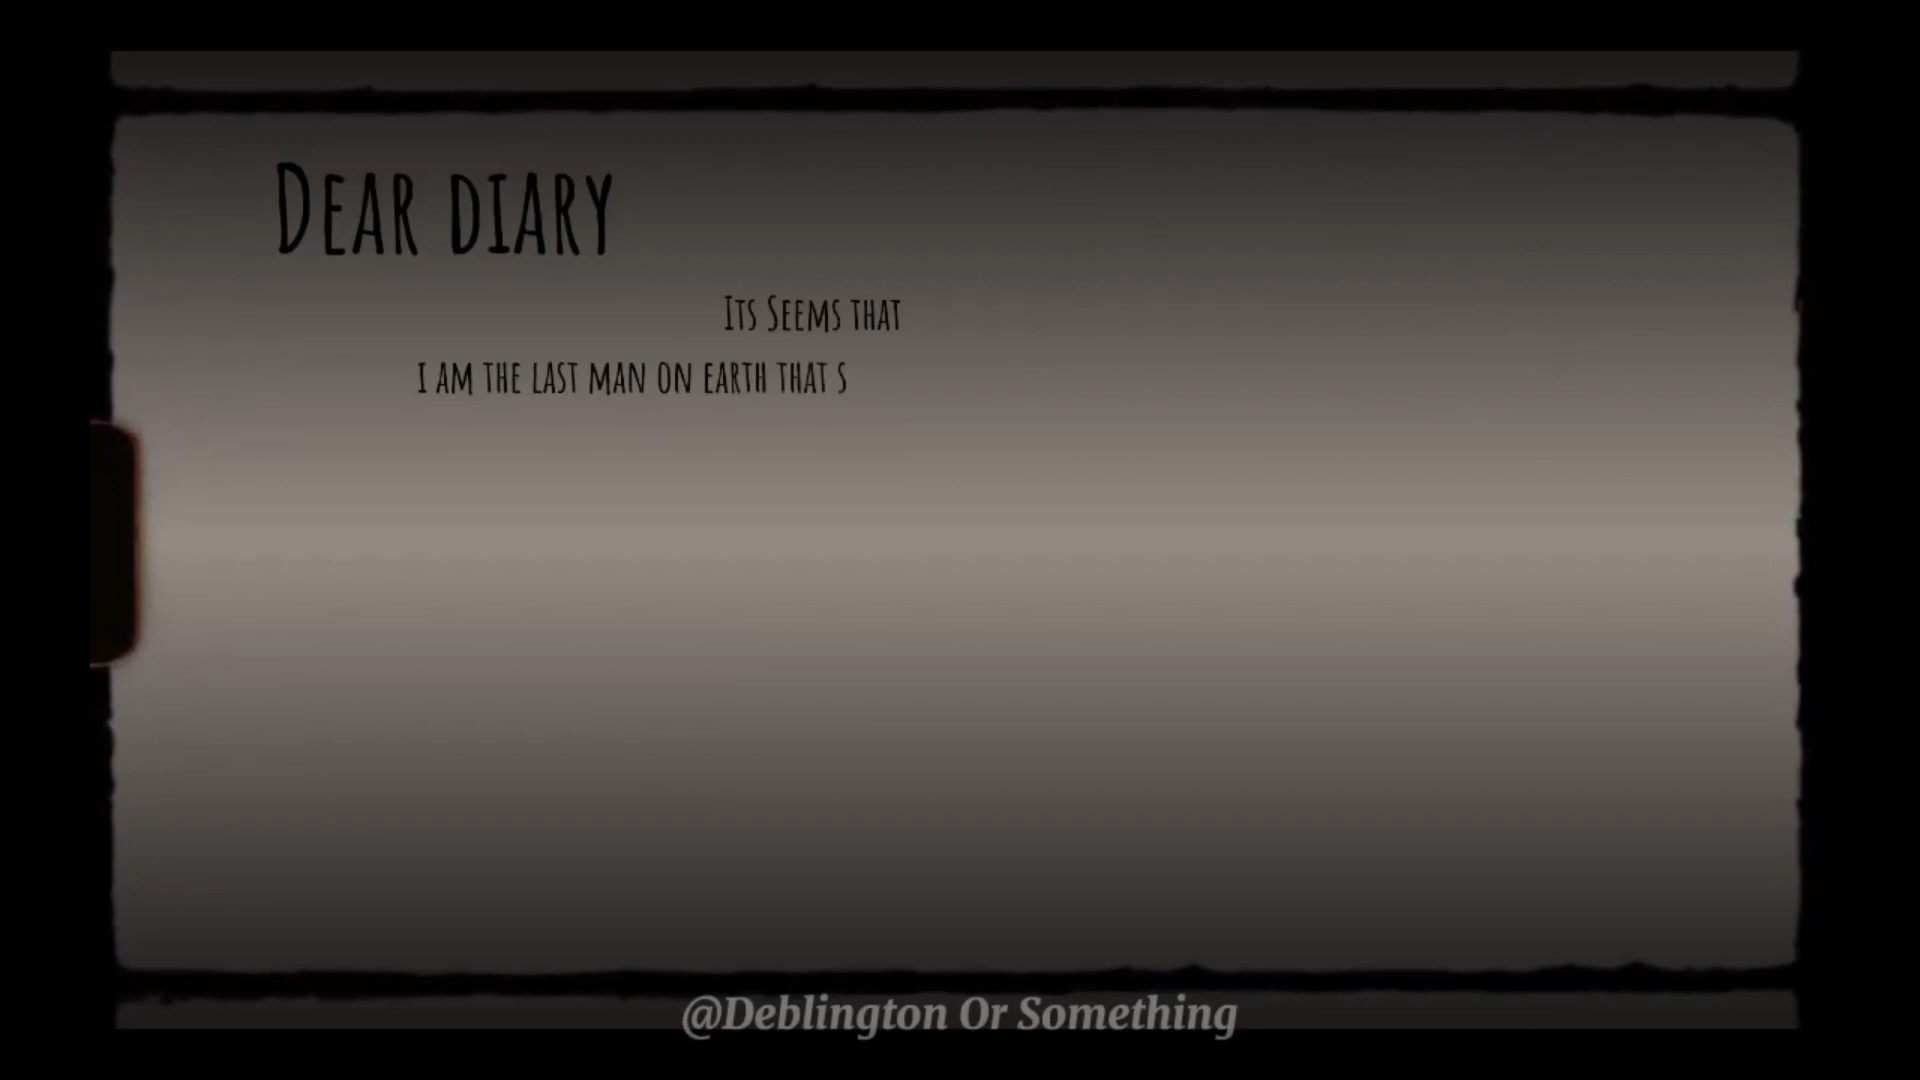 Dear diary
Its Seems that
i am the last man on earth that s
@Deblington Or Something